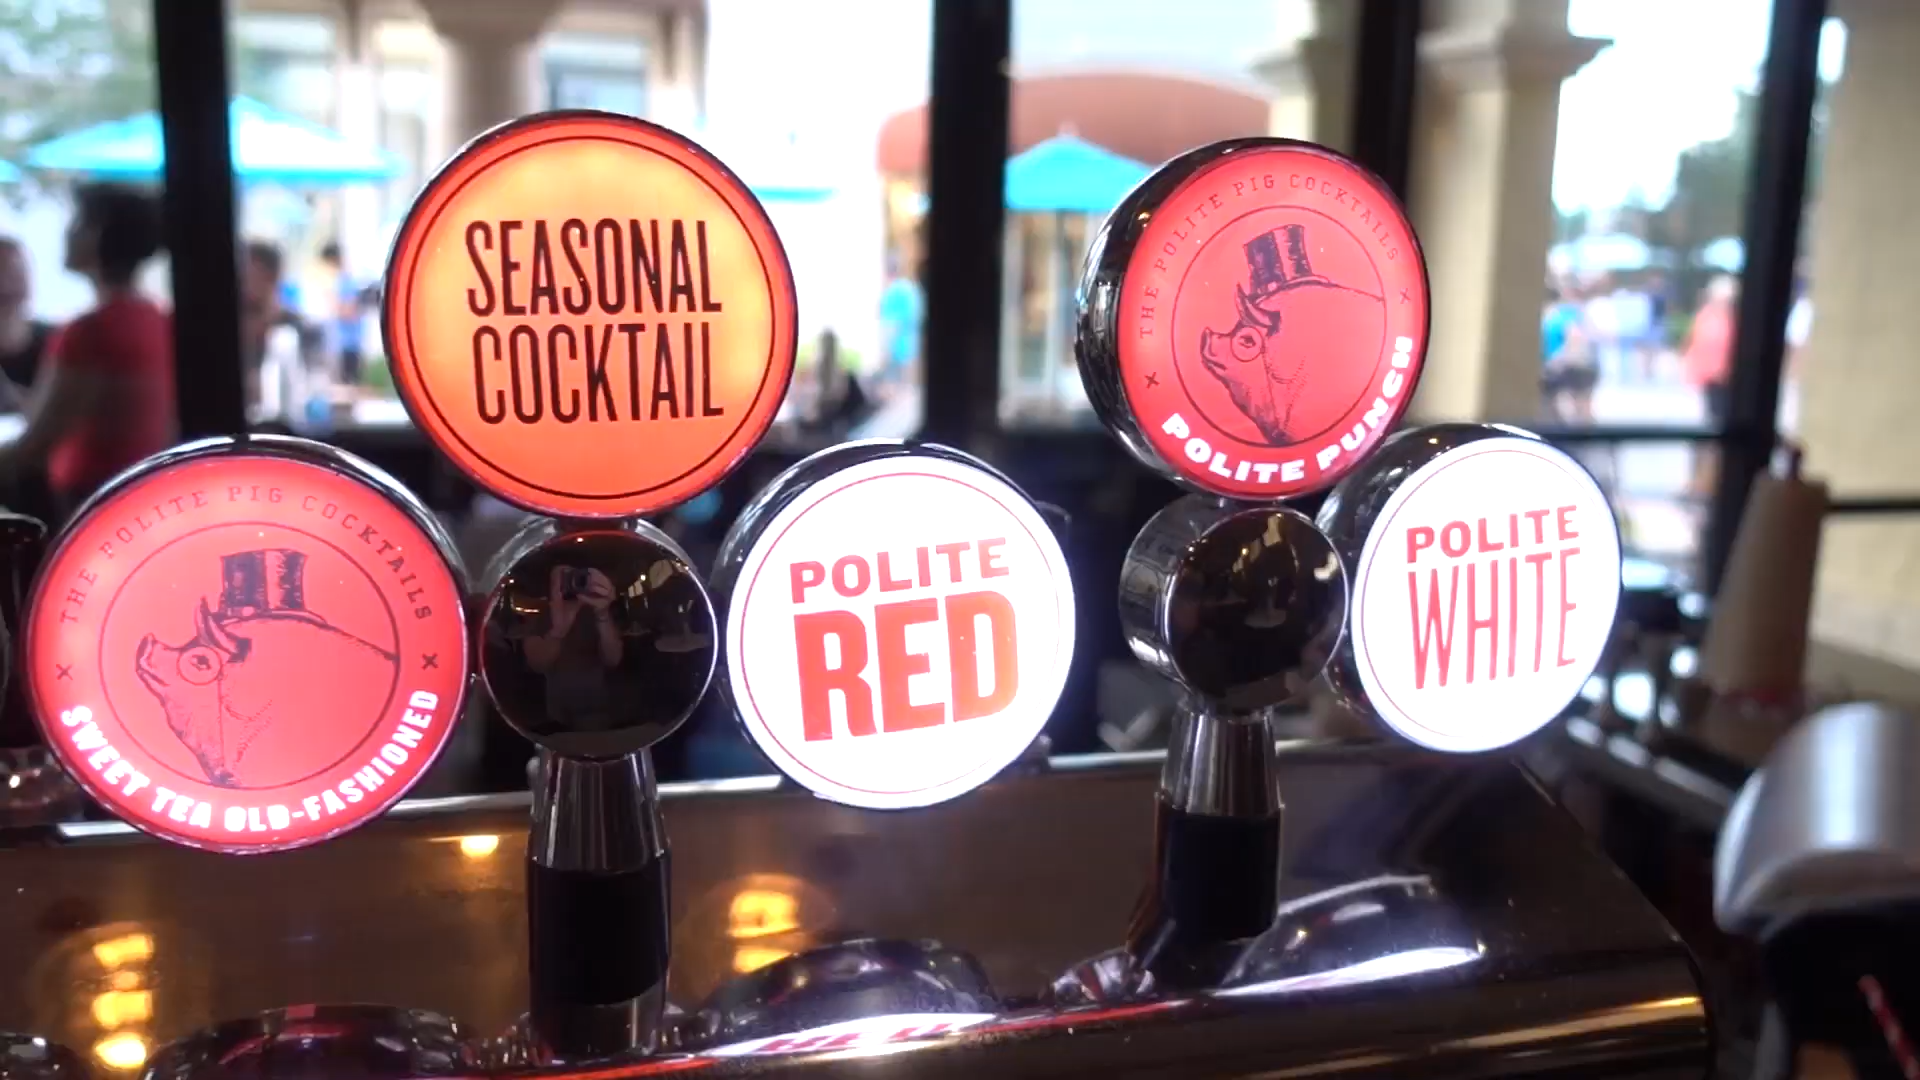 SEASONAL
COCKTAIL
THE POLITE PIG COCKTAILS
POLITE PUNCH
THE POLITE PIG COCKTAILS
SWEET TEA OLD-FASHIONED
POLITE
RED
POLITE
WHITE